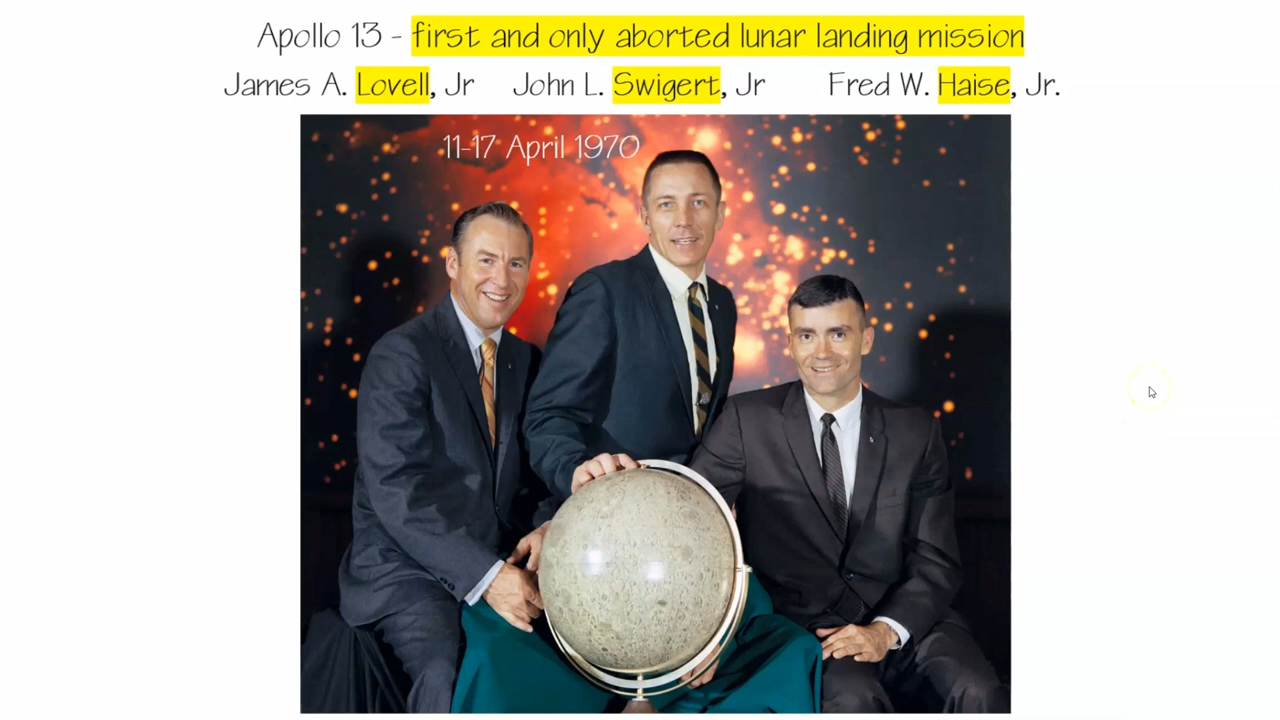 Apollo 13 - first and only aborted lunar landing mission
James A. Lovell, Jr John L. Swigert, Jr Fred W. Haise, Jr.
11-17 April 1970